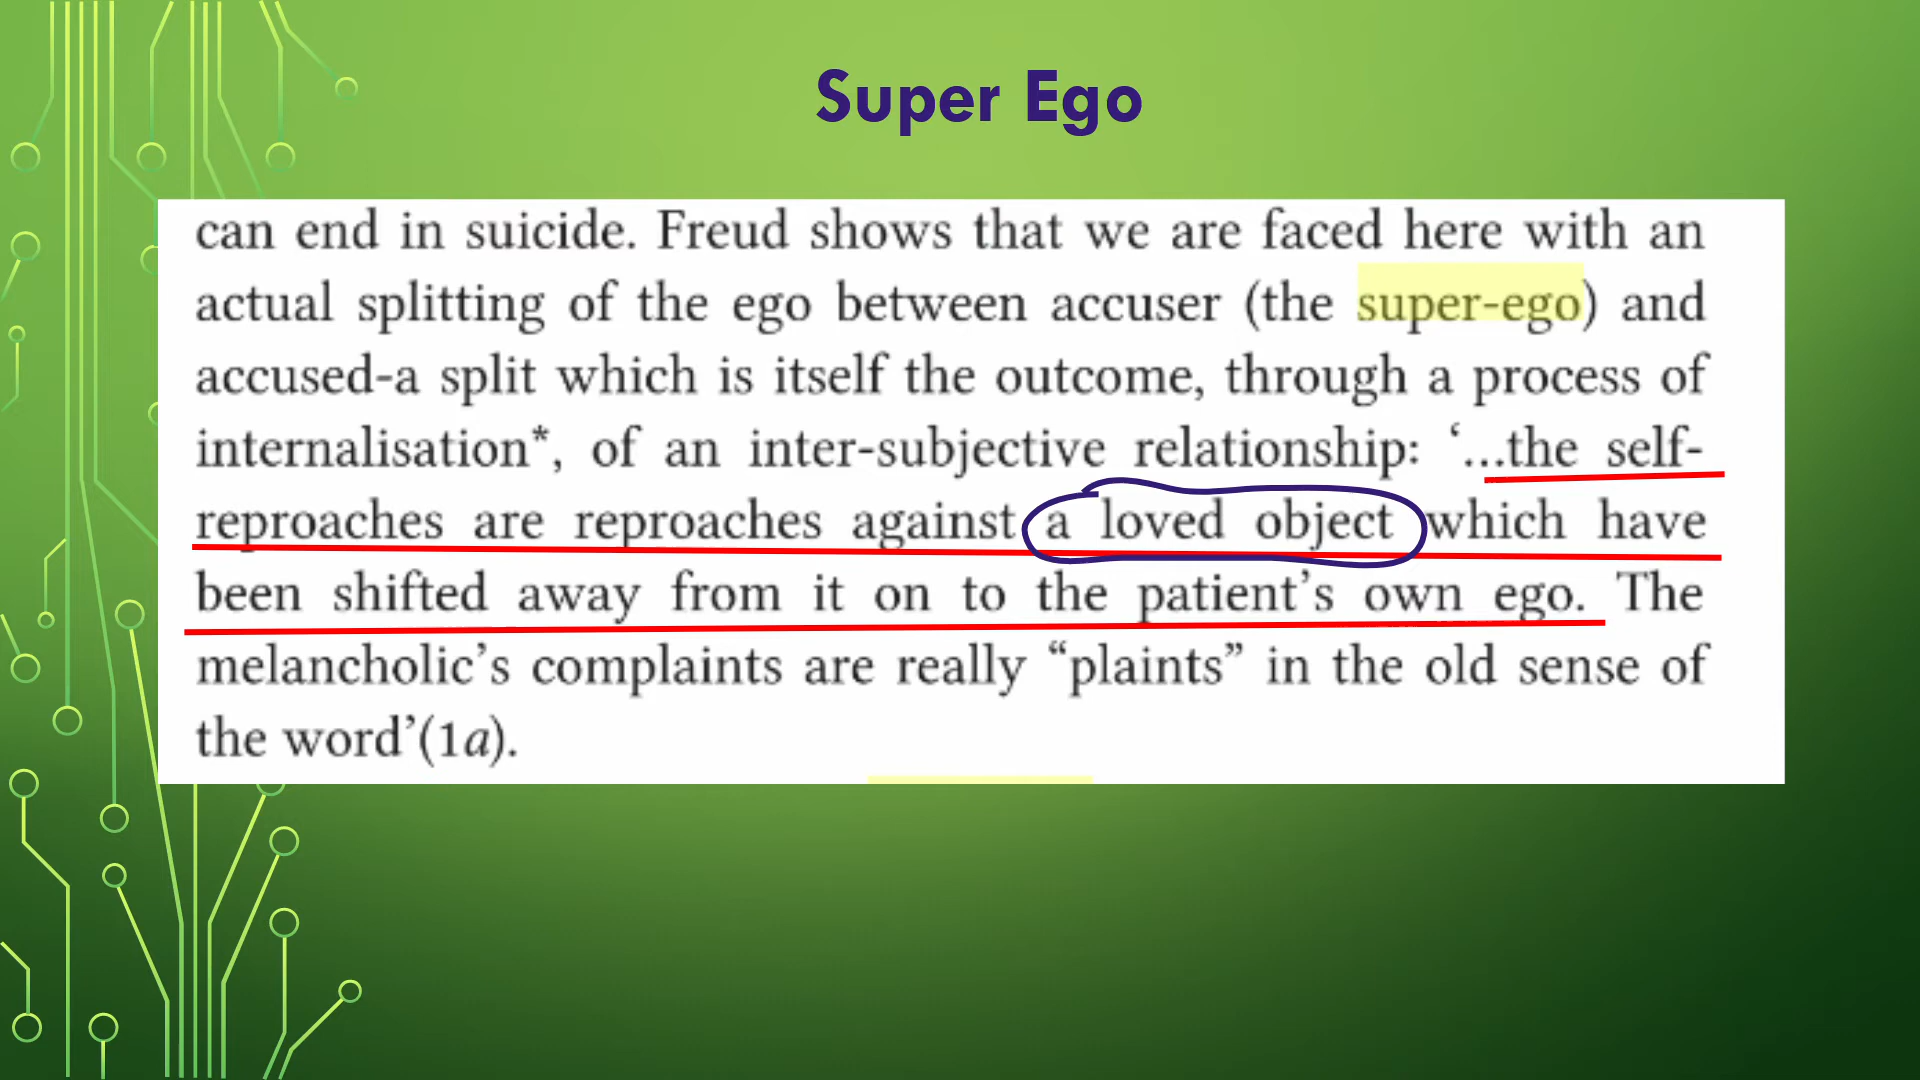 Super Ego
can end in suicide. Freud shows that we are faced here with an
actual splitting of the ego between accuser (the super-ego) and
accused-a split which is itself the outcome, through a process of
internalisation*, of an inter-subjective relationship: ‘...the self-
reproaches are reproaches against a loved object which have
been shifted away from it on to the patient’s own ego. The
melancholic’s complaints are really “plaints” in the old sense of
the word’(1a).